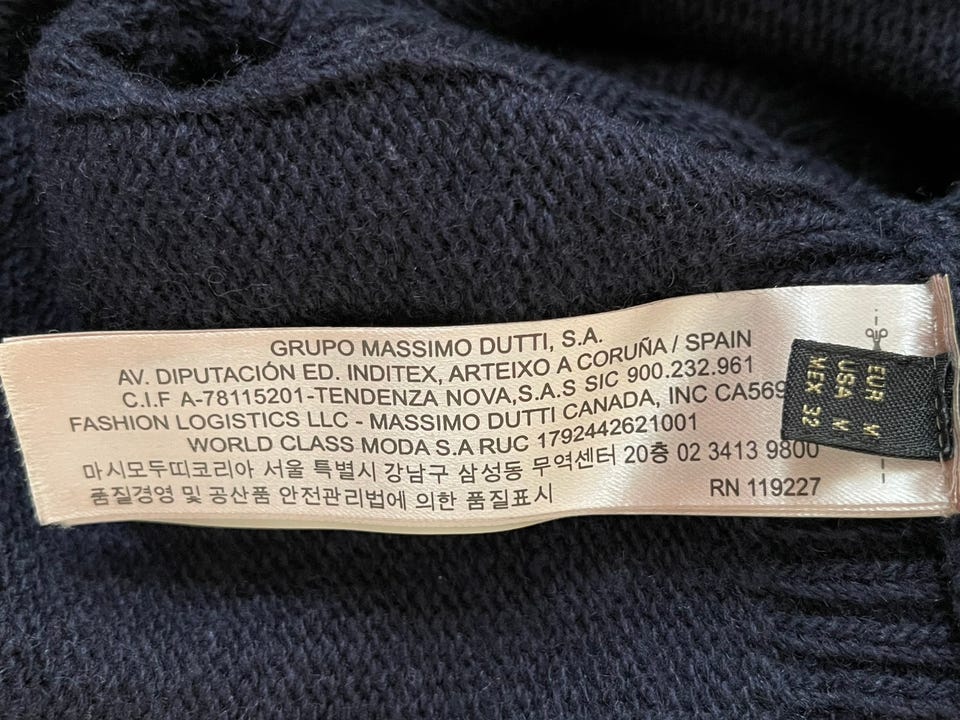 GRUPO MASSIMO DUTTI, S.A.
AV. DIPUTACIÓN ED. INDITEX, ARTEIXO A CORUÑA / SPAIN
C.I.F A-78115201-TENDENZA NOVA,S.A.S SIC 900.232.961
FASHION LOGISTICS LLC - MASSIMO DUTTI CANADA, INC CA569
WORLD CLASS MODA S.A RUC 1792442621001
마시모두띠코리아 서울 특별시 강남구 삼성동 무역센터 20층 02 3413 9800
품질경영 및 공산품 안전관리법에 의한 품질표시
RN 119227
EUR M
USA M
MEX 32